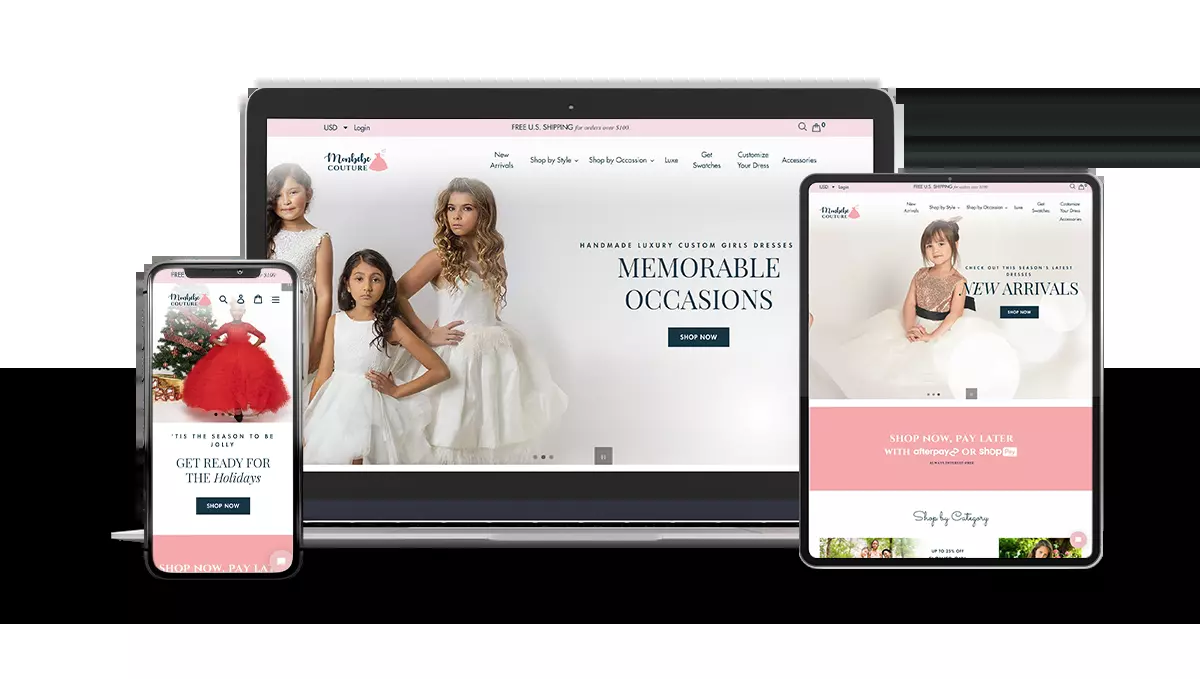 USD Login
FREE U.S. SHIPPING for orders over $100
0
Monbebe
COUTURE
New
Arrivals
Shop by Style
Shop by Occassion
Luxe
Get
Swatches
Customize
Your Dress
Accessories
HANDMADE LUXURY CUSTOM GIRLS DRESSES
MEMORABLE
OCCASIONS
SHOP NOW
FREE
Monbebe
COUTURE
'TIS THE SEASON TO BE
JOLLY
GET READY FOR
THE Holidays
SHOP NOW
SHOP NOW, PAY LA
USD Login
FREE U.S. SHIPPING for orders over $100
Monbebe
COUTURE
New
Arrivals
Shop by Style
Shop by Occassion
Luxe
Get
Swatches
Customize
Your Dress
Accessories
CHECK OUT THIS SEASON'S LATEST
DRESSES
NEW ARRIVALS
SHOP NOW
SHOP NOW, PAY LATER
WITH afterpay OR shop Pay
ALWAYS INTEREST-FREE
Shop by Category
UP TO 25% OFF